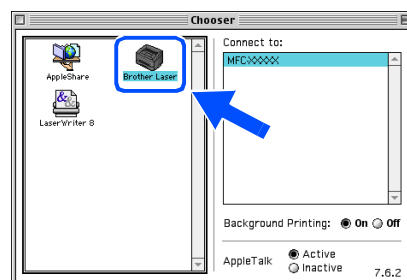 Chooser
AppleShare
Brother Laser
LaserWriter 8
Connect to:
MFC-XXXXX
Background Printing: On Off
AppleTalk
Active
Inactive
7.6.2